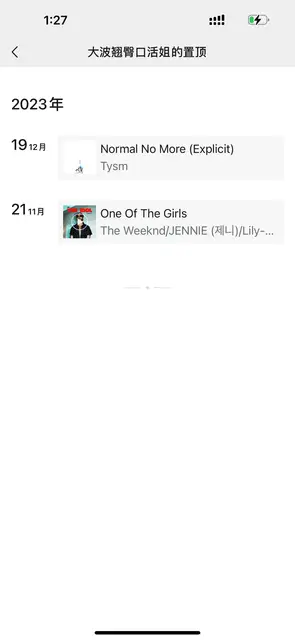 1:27
大波翘臀口活姐的置顶
2023年
19 12月
Normal No More (Explicit)
Tysm
21 11月
One Of The Girls
The Weeknd/JENNIE (제니)/Lily-...